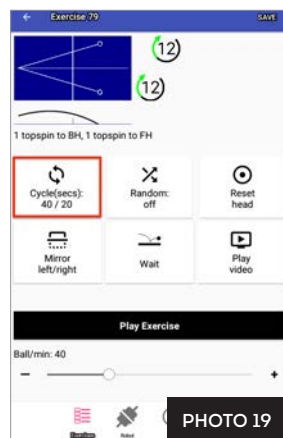 Exercise 79
SAVE
12
12
1 topspin to BH, 1 topspin to FH
Cycle(secs):
40 / 20
Random:
off
Reset
head
Mirror
left/right
Wait
Play
video
Play Exercise
Ball/min: 40
- +
Exercises
Robot
PHOTO 19